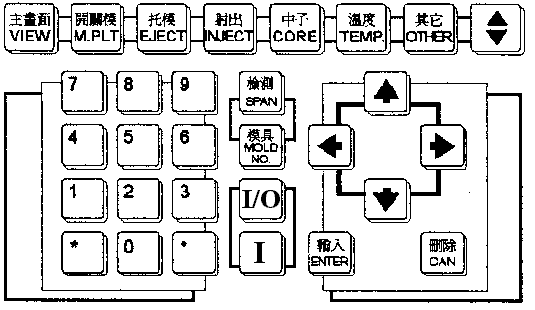 主畫面 開關模 托模 射出 中子 溫度 其它
VIEW M.PLT EJECT INJECT CORE TEMP. OTHER
7 8 9 檢測
SPAN
4 5 6 模具
MOLD
NO.
1 2 3 I/O
* 0 • I
輸入 刪除
ENTER CAN